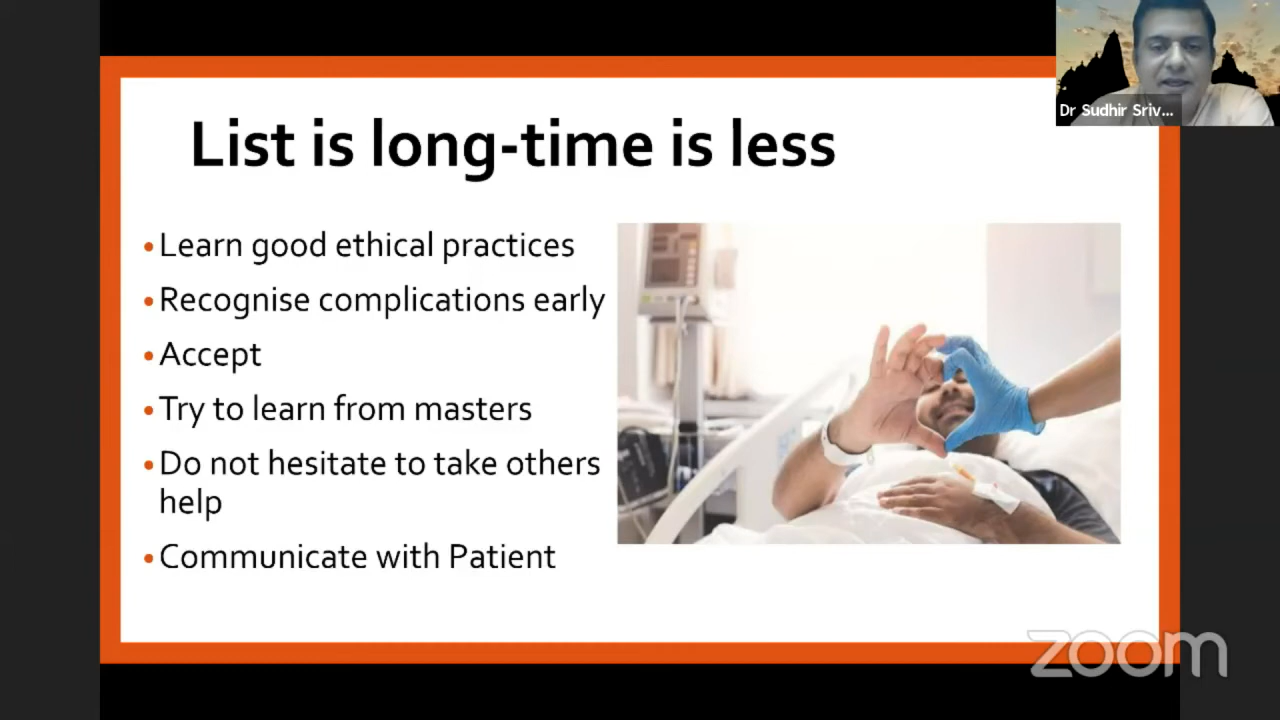 List is long-time is less
Dr Sudhir Sriv...
• Learn good ethical practices
• Recognise complications early
• Accept
• Try to learn from masters
• Do not hesitate to take others
help
• Communicate with Patient
zoom